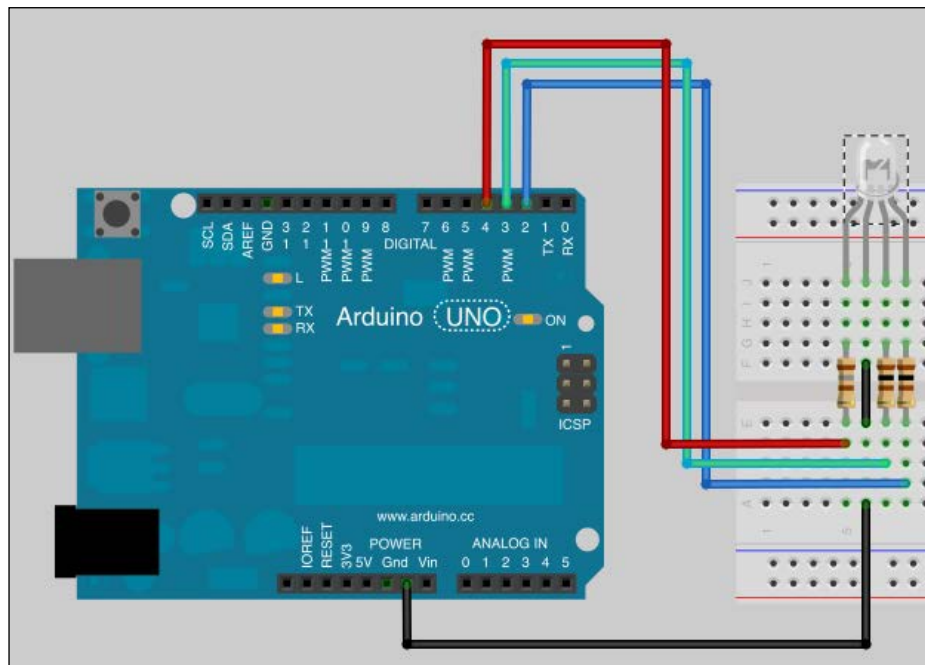 SCL
SDA
AREF
GND
13
12
PWM 11
PWM 10
PWM 9
8
DIGITAL
7
PWM 6
PWM 5
4
PWM 3
2
TX 1
RX 0
L
TX
RX
Arduino UNO
ON
1
ICSP
www.arduino.cc
POWER
ANALOG IN
IOREF
RESET
3V3
5V
Gnd
Vin
0 1 2 3 4 5
1
J
I
H
G
F
E
A
1
5